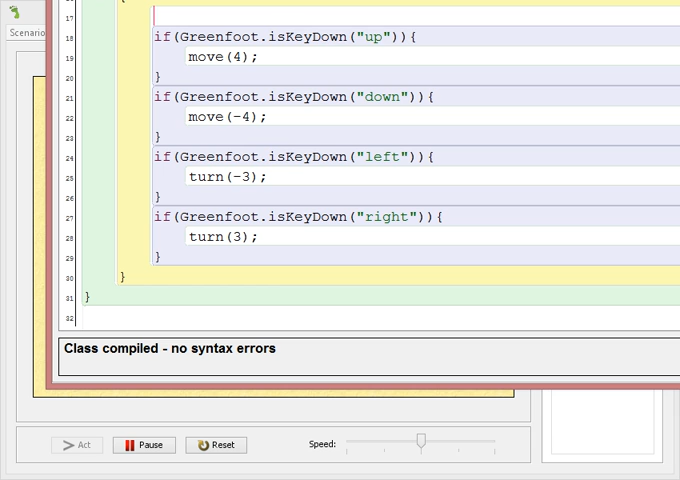 Scenario
17
18 if(Greenfoot.isKeyDown("up")){
19 move(4);
20 }
21 if(Greenfoot.isKeyDown("down")){
22 move(-4);
23 }
24 if(Greenfoot.isKeyDown("left")){
25 turn(-3);
26 }
27 if(Greenfoot.isKeyDown("right")){
28 turn(3);
29 }
30 }
31 }
32
Class compiled - no syntax errors
Act Pause Reset Speed: